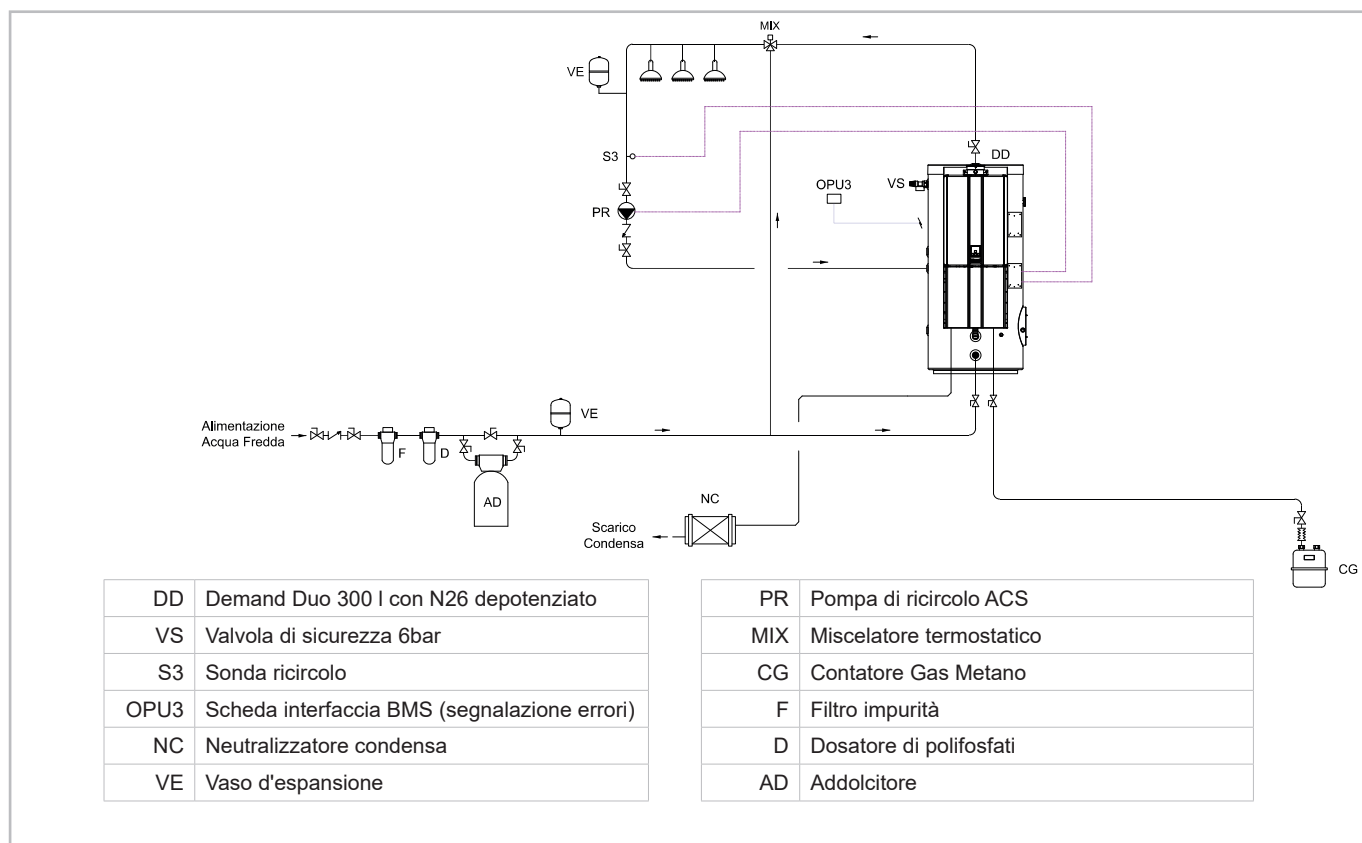 MIX
VE
S3
PR
OPU3
VS
DD
Alimentazione
Acqua Fredda
F
D
AD
VE
NC
Scarico
Condensa
CG
DD Demand Duo 300 l con N26 depotenziato
VS Valvola di sicurezza 6bar
S3 Sonda ricircolo
OPU3 Scheda interfaccia BMS (segnalazione errori)
NC Neutralizzatore condensa
VE Vaso d'espansione
PR Pompa di ricircolo ACS
MIX Miscelatore termostatico
CG Contatore Gas Metano
F Filtro impurità
D Dosatore di polifosfati
AD Addolcitore